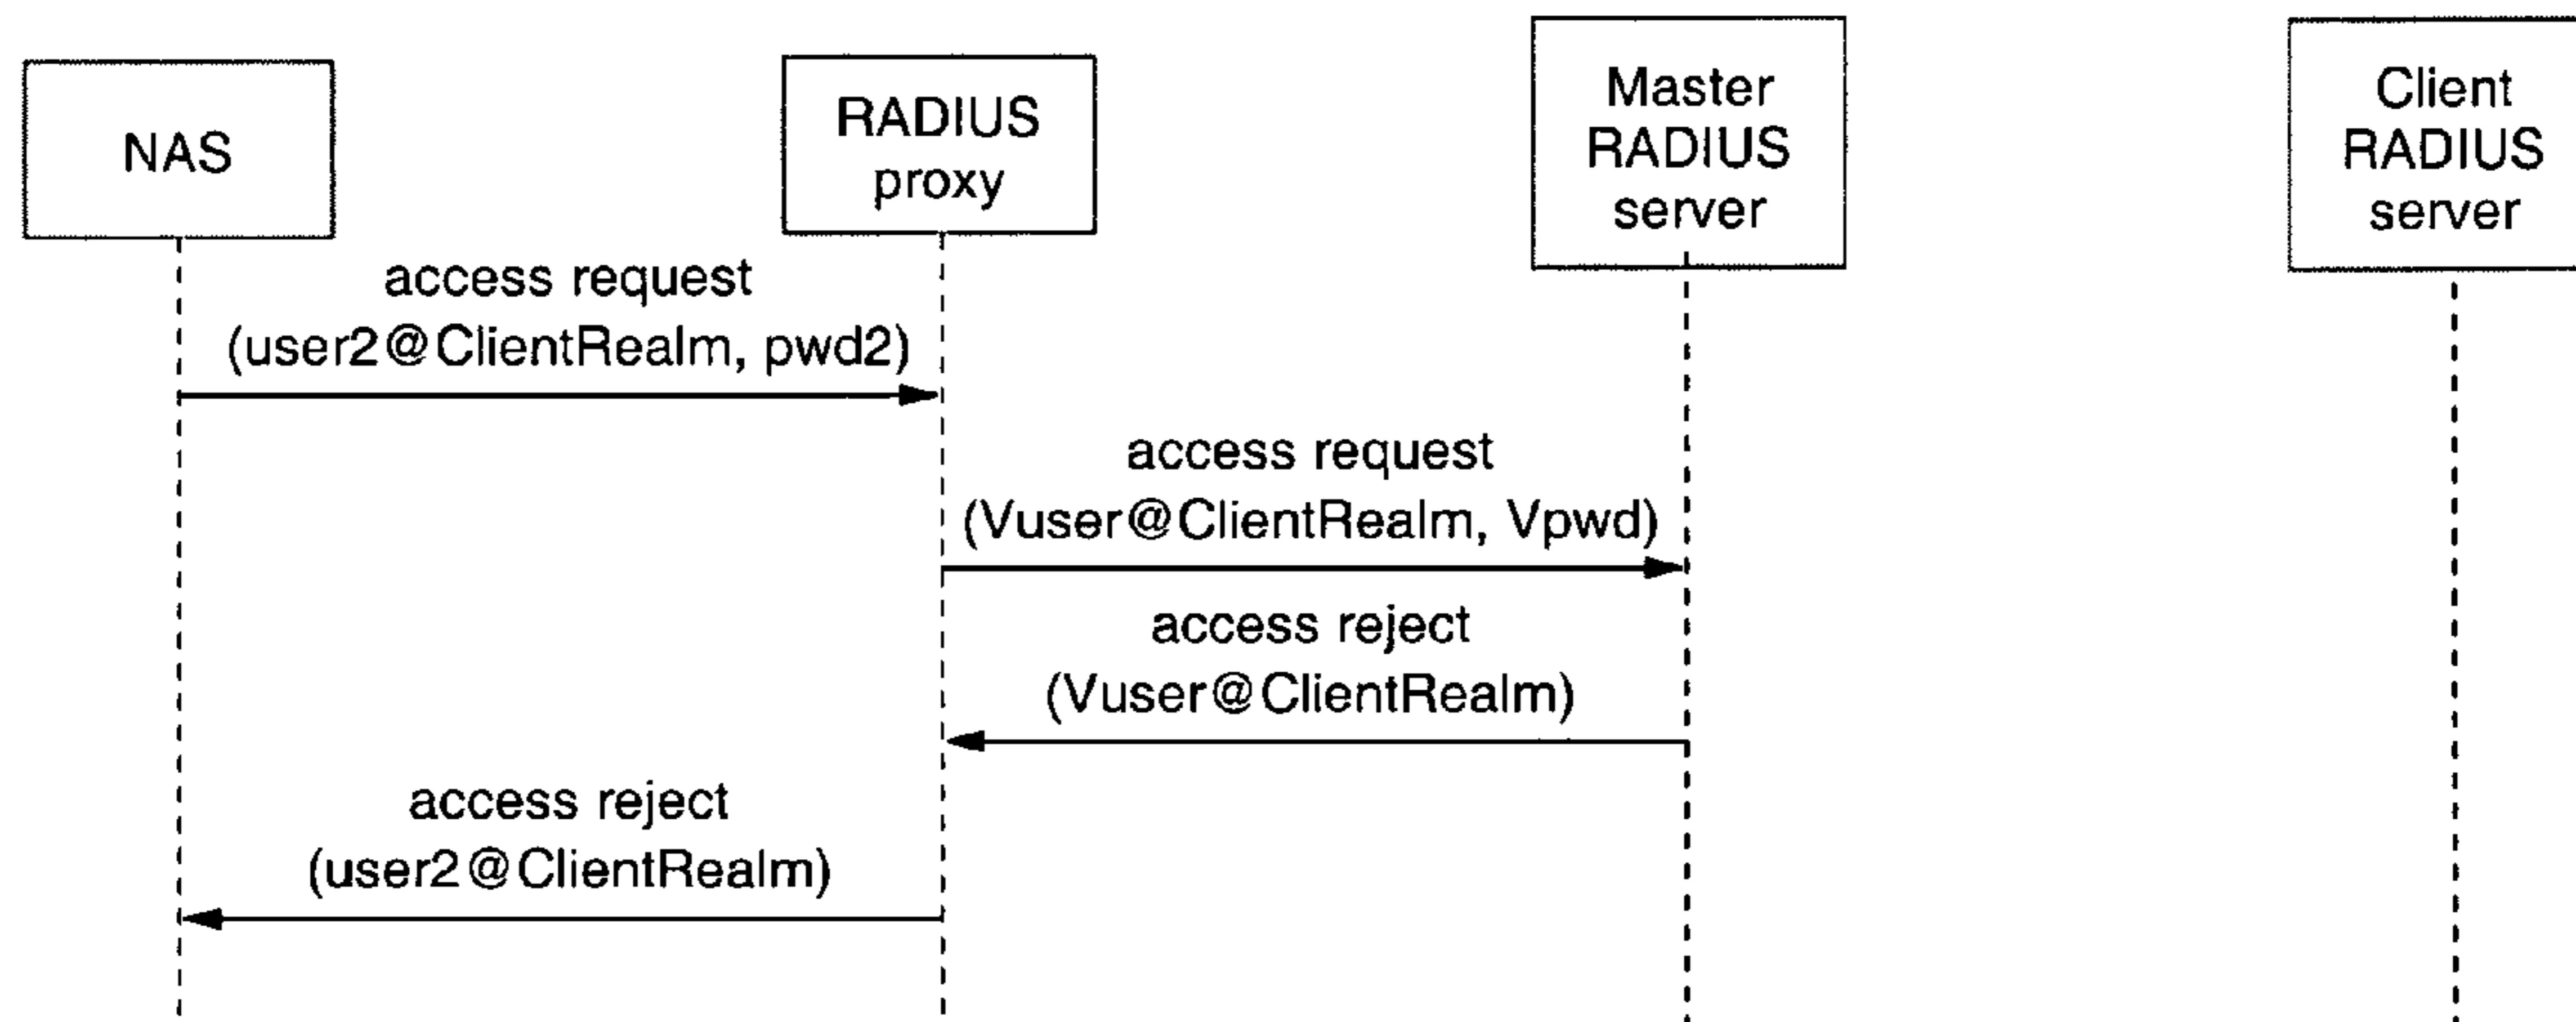 NAS
RADIUS
proxy
Master
RADIUS
server
Client
RADIUS
server
access request
(user2@ClientRealm, pwd2)
access request
(Vuser@ClientRealm, Vpwd)
access reject
(Vuser@ClientRealm)
access reject
(user2@ClientRealm)